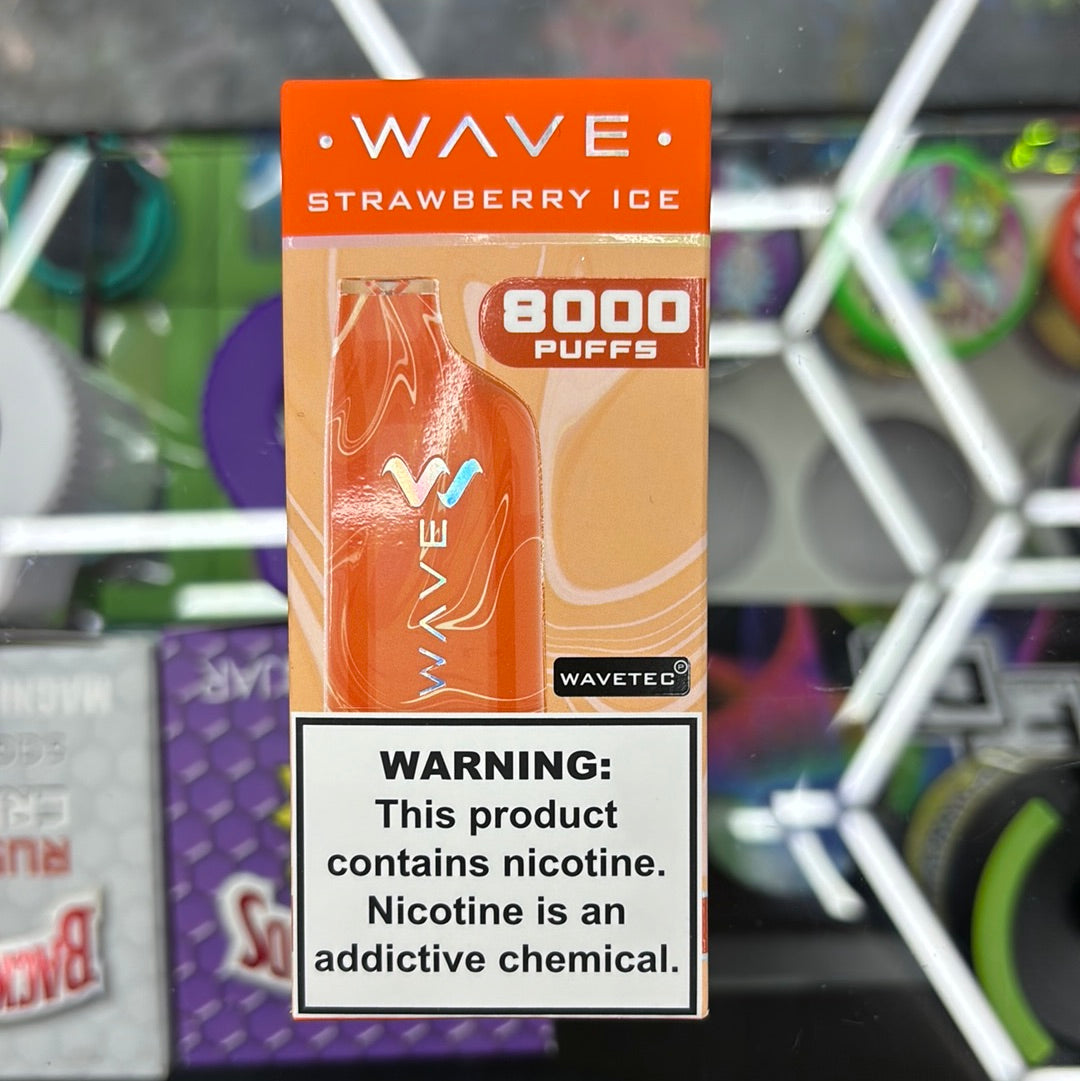 · WAVE ·
STRAWBERRY ICE
8000
PUFFS
WAVE
WAVETEC
WARNING:
This product
contains nicotine.
Nicotine is an
addictive chemical.